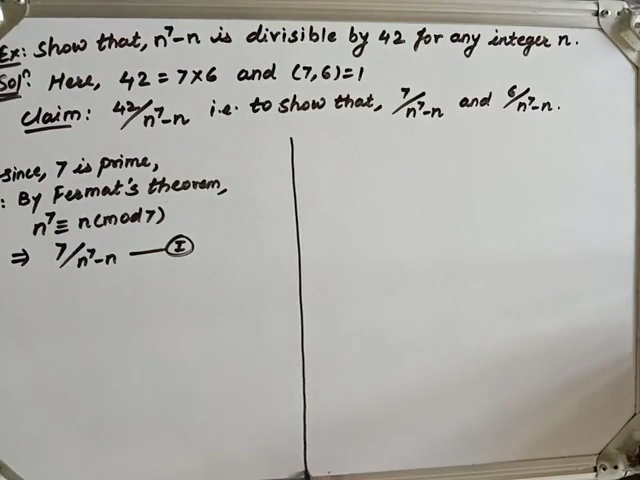 Ex: Show that, n⁷-n is divisible by 42 for any integer n.
Solⁿ: Here, 42 = 7×6 and (7,6)=1
Claim: 42/n⁷-n i.e. to show that, 7/n⁷-n and 6/n⁷-n.
since, 7 is prime,
: By Fermat's theorem,
n⁷ ≡ n(mod 7)
⇒ 7/n⁷-n — I